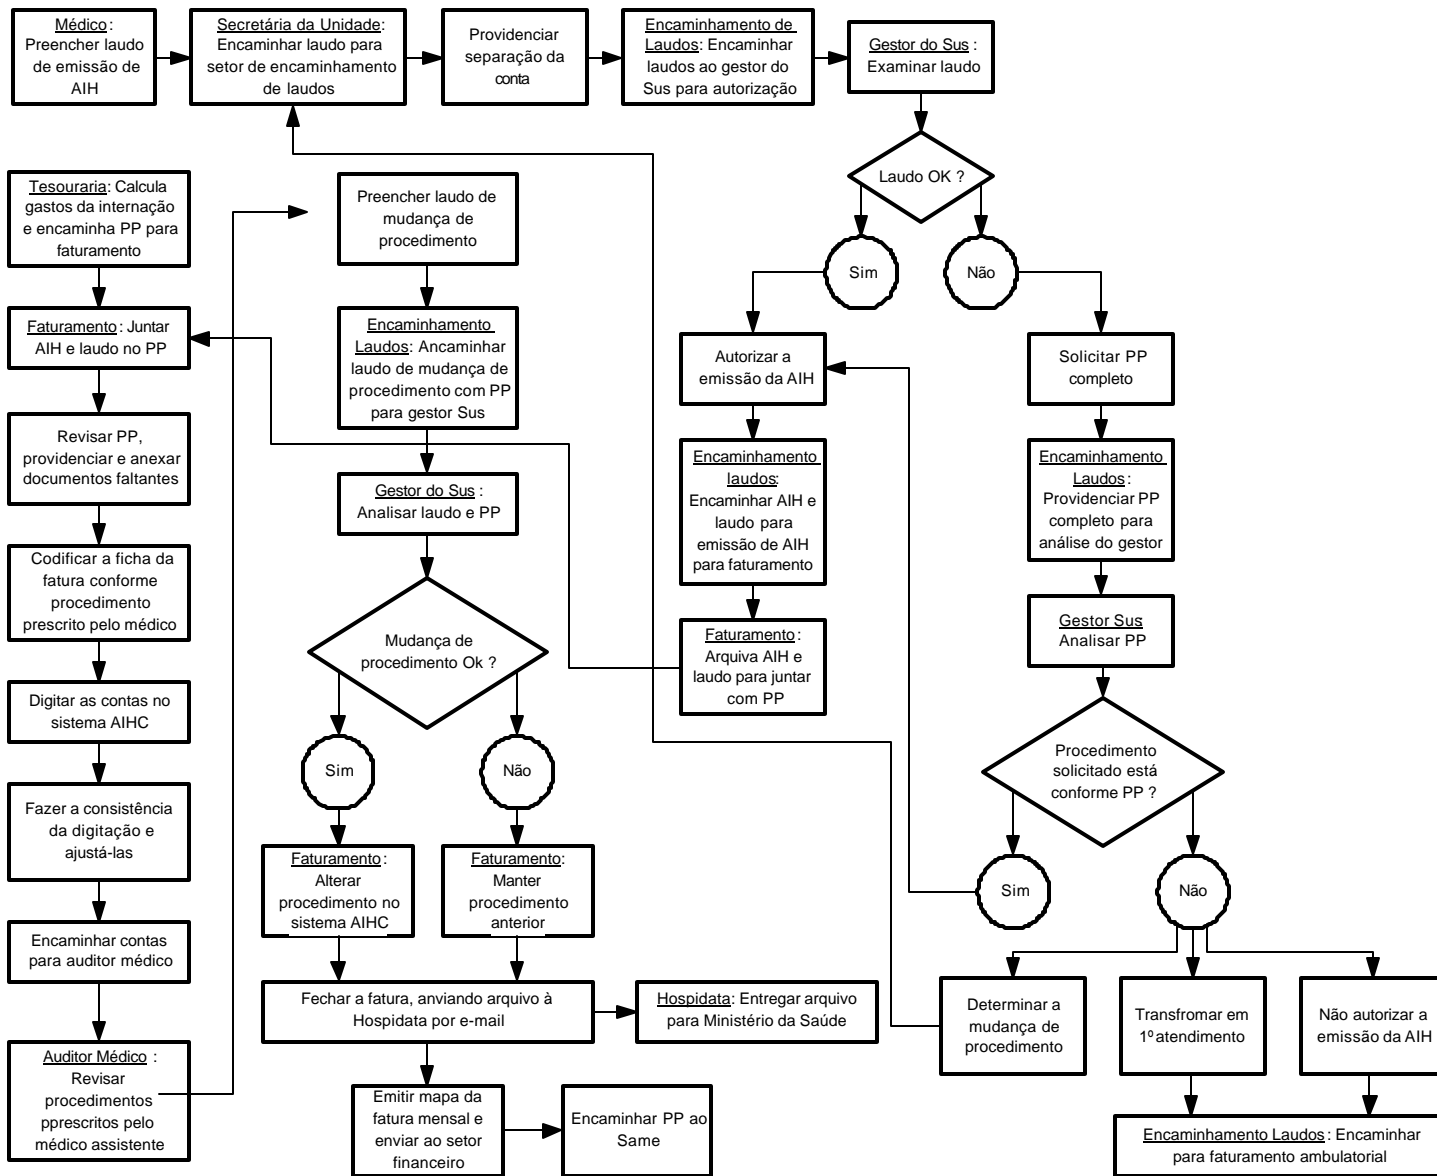 Médico:
Preencher laudo
de emissão de
AIH
Secretária da Unidade:
Encaminhar laudo para
setor de encaminhamento
de laudos
Providenciar
separação da
conta
Encaminhamento de
Laudos: Encaminhar
laudos ao gestor do
Sus para autorização
Gestor do Sus :
Examinar laudo
Laudo OK ?
Sim
Não
Tesouraria: Calcula
gastos da internação
e encaminha PP para
faturamento
Faturamento: Juntar
AIH e laudo no PP
Revisar PP,
providenciar e anexar
documentos faltantes
Codificar a ficha da
fatura conforme
procedimento
prescrito pelo médico
Digitar as contas no
sistema AIHC
Fazer a consistência
da digitação e
ajustá-las
Encaminhar contas
para auditor médico
Auditor Médico :
Revisar
procedimentos
pprescritos pelo
médico assistente
Preencher laudo de
mudança de
procedimento
Encaminhamento
Laudos: Ancaminhar
laudo de mudança de
procedimento com PP
para gestor Sus
Gestor do Sus :
Analisar laudo e PP
Mudança de
procedimento Ok ?
Sim
Não
Faturamento:
Alterar
procedimento no
sistema AIHC
Faturamento:
Manter
procedimento
anterior
Fechar a fatura, anviando arquivo à
Hospidata por e-mail
Hospidata: Entregar arquivo
para Ministério da Saúde
Emitir mapa da
fatura mensal e
enviar ao setor
financeiro
Encaminhar PP ao
Same
Autorizar a
emissão da AIH
Encaminhamento
laudos:
Encaminhar AIH e
laudo para
emissão de AIH
para faturamento
Faturamento:
Arquiva AIH e
laudo para juntar
com PP
Solicitar PP
completo
Encaminhamento
Laudos:
Providenciar PP
completo para
análise do gestor
Gestor Sus:
Analisar PP
Procedimento
solicitado está
conforme PP ?
Sim
Não
Determinar a
mudança de
procedimento
Transfromar em
1º atendimento
Não autorizar a
emissão da AIH
Encaminhamento Laudos: Encaminhar
para faturamento ambulatorial